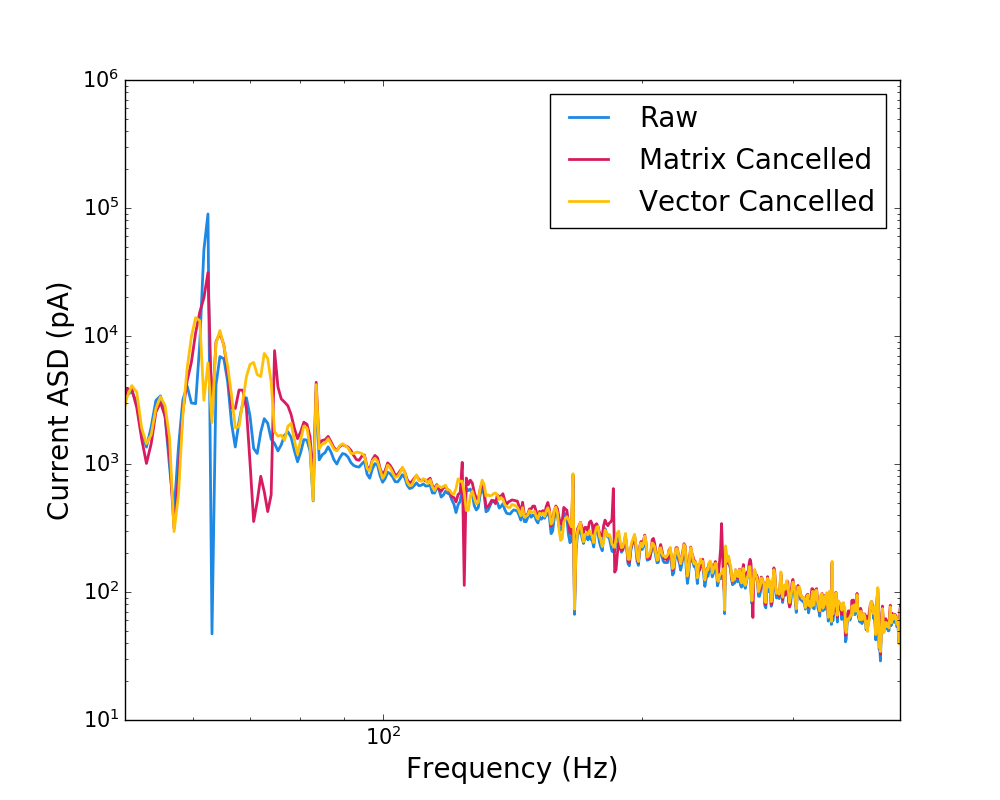 10⁶
10⁵
10⁴
10³
10²
10¹
Current ASD (pA)
Raw
Matrix Cancelled
Vector Cancelled
10²
Frequency (Hz)